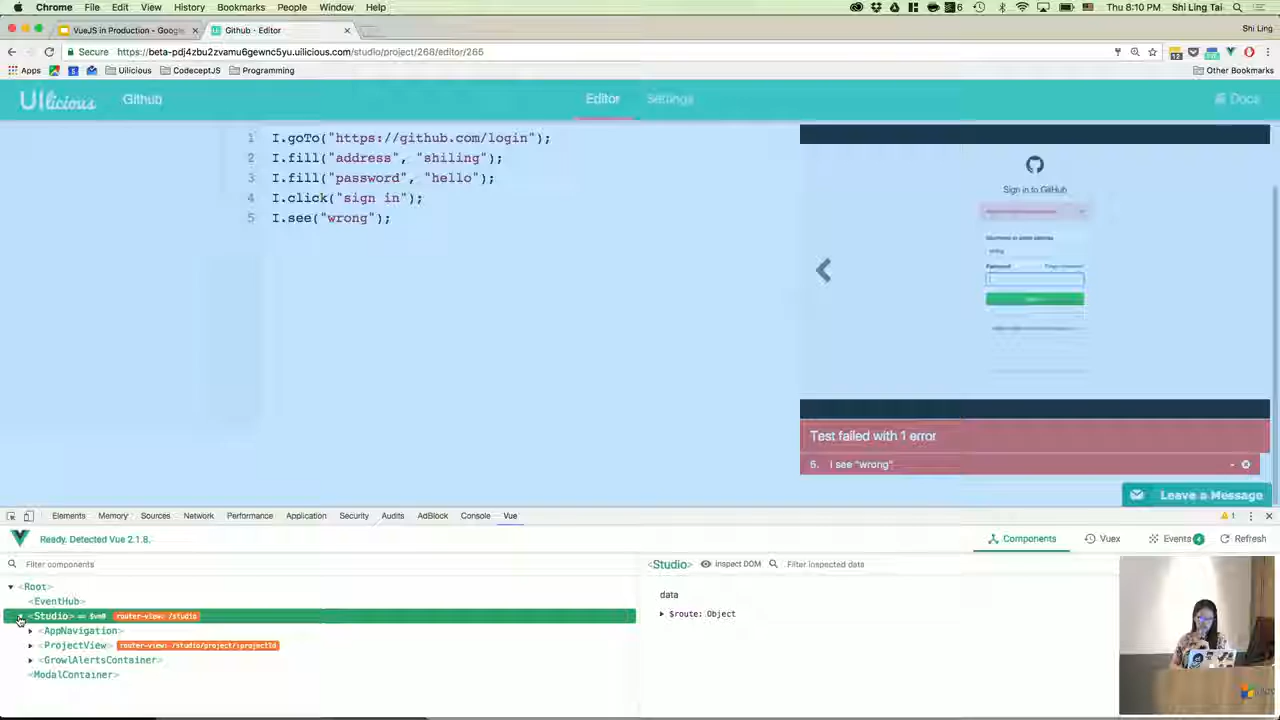 Chrome File Edit View History Bookmarks People Window Help 6 Thu 8:10 PM Shi Ling Tai
VueJS in Production - Google Github - Editor Shi Ling
Secure https://beta-pdj4zbu2zvamu6gewnc5yu.uilicious.com/studio/project/268/editor/265
Apps Uilicious CodeceptJS Programming Other Bookmarks
UIlicious Github Editor Settings Docs
1 I.goTo("https://github.com/login");
2 I.fill("address", "shiling");
3 I.fill("password", "hello");
4 I.click("sign in");
5 I.see("wrong");
Sign in to GitHub
Password
Test failed with 1 error
5. I see "wrong" -
Leave a Message
Elements Memory Sources Network Performance Application Security Audits AdBlock Console Vue 1
Ready. Detected Vue 2.1.8. Components Vuex Events 4 Refresh
Filter components <Studio> Inspect DOM Filter inspected data
<Root>
<EventHub>
<Studio> = $vm0 router-view: /studio
<AppNavigation>
<ProjectView> router-view: /studio/project/:projectId
<GrowlAlertsContainer>
<ModalContainer>
data
$route: Object